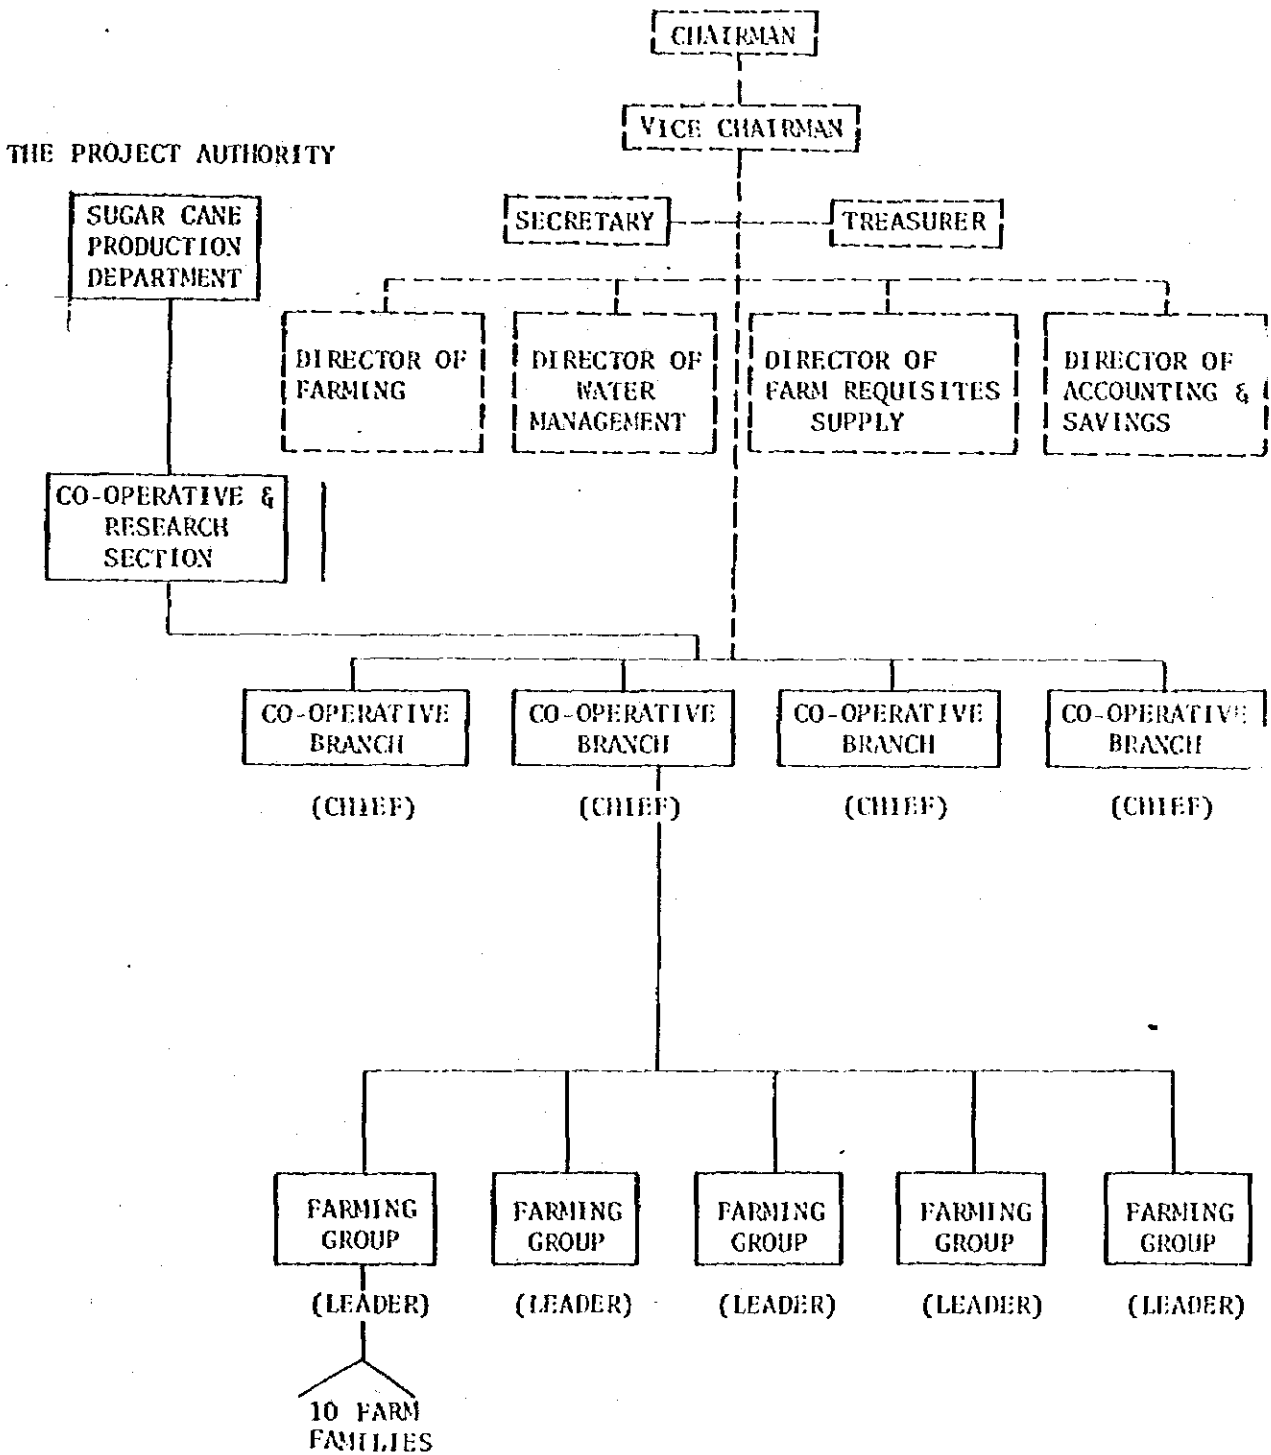 CHAIRMAN
VICE CHAIRMAN
THE PROJECT AUTHORITY
SUGAR CANE
PRODUCTION
DEPARTMENT
SECRETARY
TREASURER
DIRECTOR OF
FARMING
DIRECTOR OF
WATER
MANAGEMENT
DIRECTOR OF
FARM REQUISITES
SUPPLY
DIRECTOR OF
ACCOUNTING &
SAVINGS
CO-OPERATIVE &
RESEARCH
SECTION
CO-OPERATIVE
BRANCH
(CHIEF)
CO-OPERATIVE
BRANCH
(CHIEF)
CO-OPERATIVE
BRANCH
(CHIEF)
CO-OPERATIVE
BRANCH
(CHIEF)
FARMING
GROUP
(LEADER)
FARMING
GROUP
(LEADER)
FARMING
GROUP
(LEADER)
FARMING
GROUP
(LEADER)
FARMING
GROUP
(LEADER)
10 FARM
FAMILIES